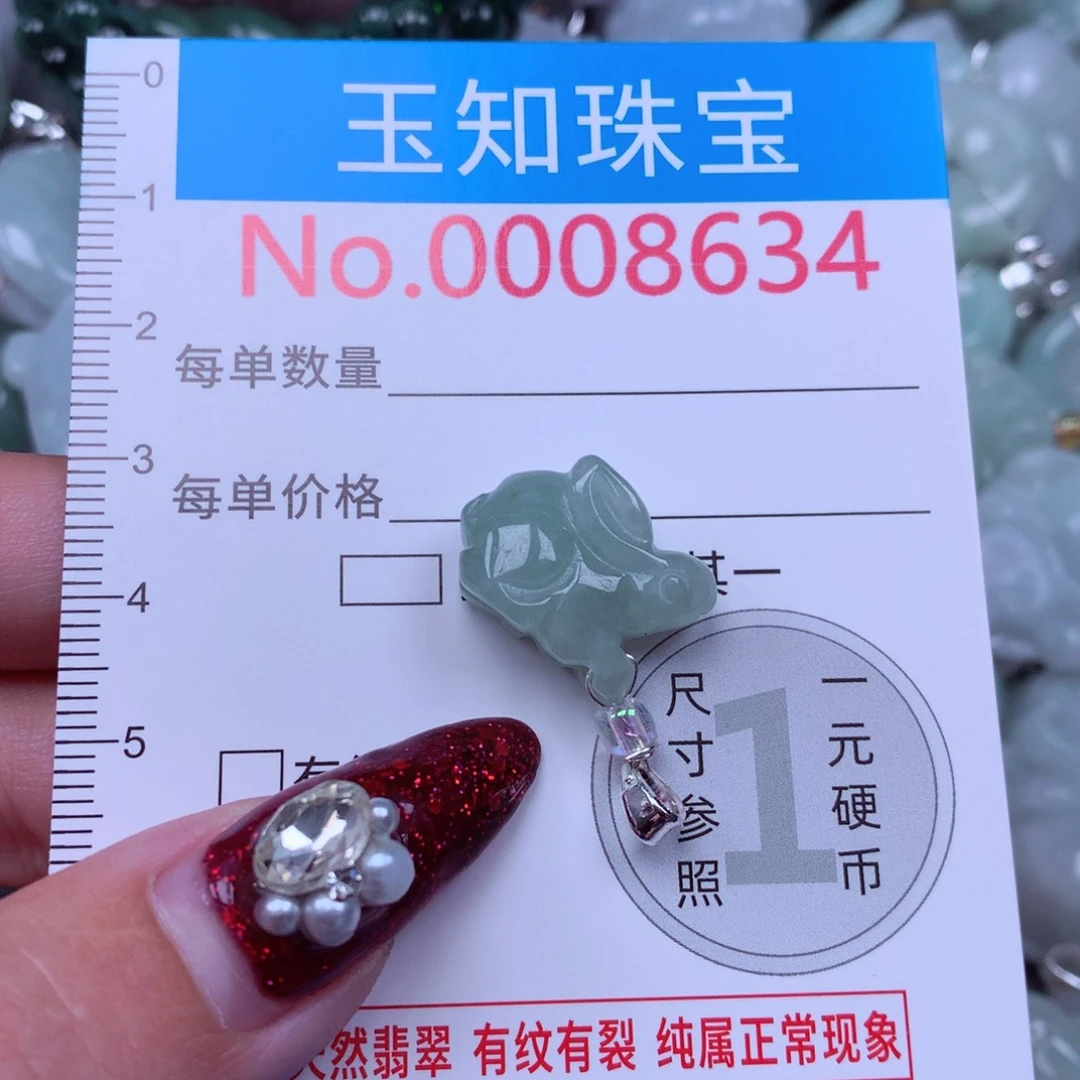 0
玉知珠宝
1
No.0008634
2
每单数量
3
每单价格
其一
4
尺寸参照
1
一元硬币
5
然翡翠 有纹有裂 纯属正常现象